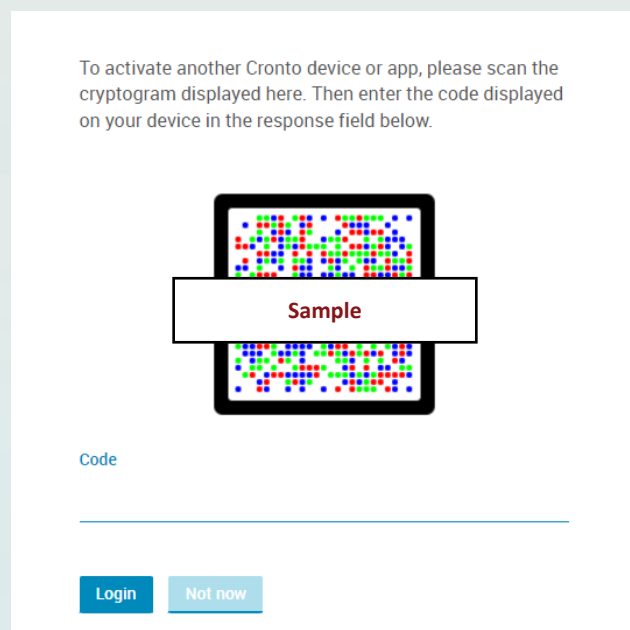 To activate another Cronto device or app, please scan the
cryptogram displayed here. Then enter the code displayed
on your device in the response field below.
Sample
Code
Login
Not now